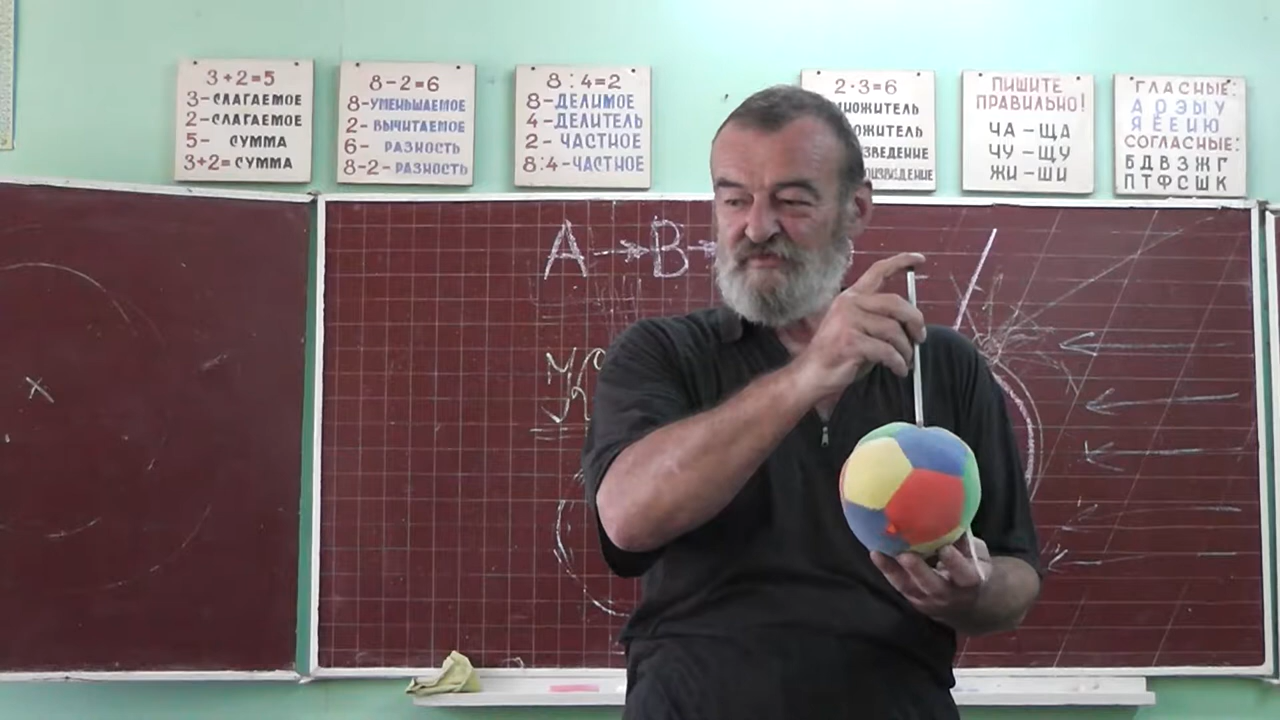 3+2=5
3-СЛАГАЕМОЕ
2-СЛАГАЕМОЕ
5- СУММА
3+2=СУММА
8-2=6
8-УМЕНЬШАЕМОЕ
2-ВЫЧИТАЕМОЕ
6- РАЗНОСТЬ
8-2-РАЗНОСТЬ
8:4=2
8-ДЕЛИМОЕ
4-ДЕЛИТЕЛЬ
2-ЧАСТНОЕ
8:4-ЧАСТНОЕ
2·3=6
ПИШИТЕ
ПРАВИЛЬНО!
ЧА-ЩА
ЧУ-ЩУ
ЖИ-ШИ
ГЛАСНЫЕ:
А О Э Ы У
Я Ё Е И Ю
СОГЛАСНЫЕ:
Б Д В З Ж Г
П Т Ф С Ш К
A→B→